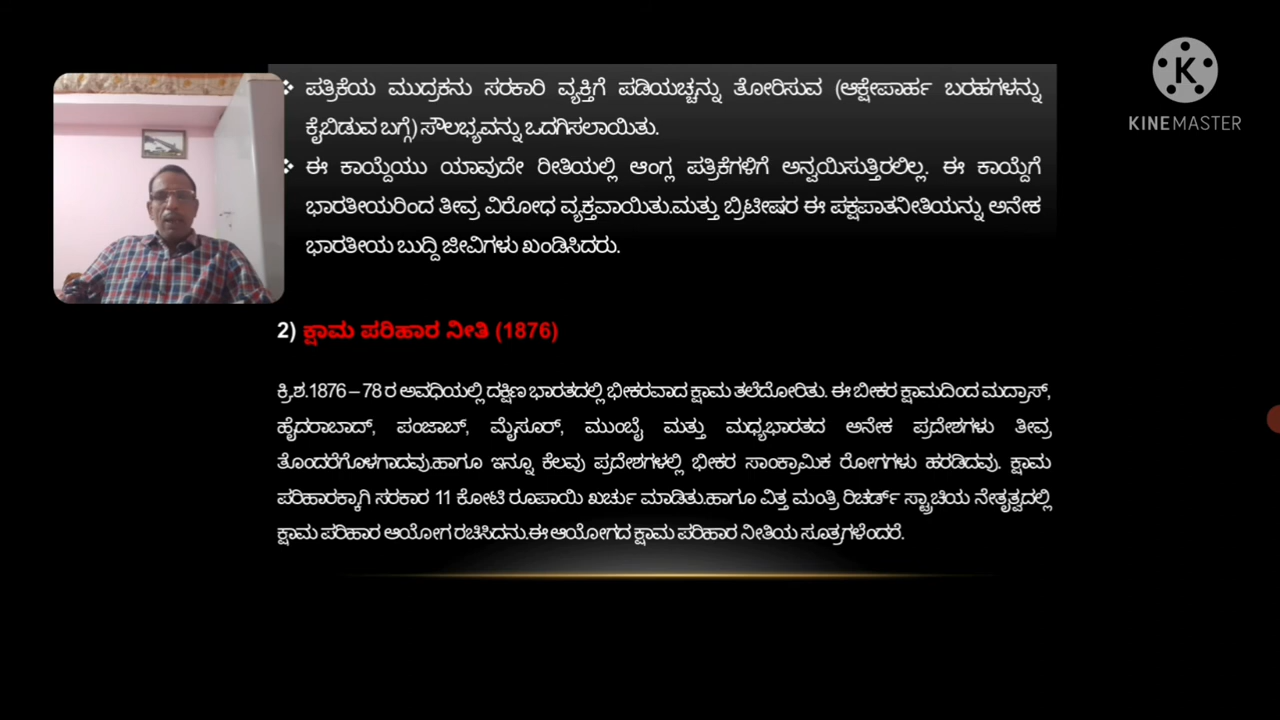 ❖ ಪತ್ರಿಕೆಯ ಮುದ್ರಕನು ಸರಕಾರಿ ವ್ಯಕ್ತಿಗೆ ಪಡಿಯಚ್ಚನ್ನು ತೋರಿಸುವ (ಆಕ್ಷೇಪಾರ್ಹ ಬರಹಗಳನ್ನು
ಕೈಬಿಡುವ ಬಗ್ಗೆ) ಸೌಲಭ್ಯವನ್ನು ಒದಗಿಸಲಾಯಿತು.
❖ ಈ ಕಾಯ್ದೆಯು ಯಾವುದೇ ರೀತಿಯಲ್ಲಿ ಆಂಗ್ಲ ಪತ್ರಿಕೆಗಳಿಗೆ ಅನ್ವಯಿಸುತ್ತಿರಲಿಲ್ಲ. ಈ ಕಾಯ್ದೆಗೆ
ಭಾರತೀಯರಿಂದ ತೀವ್ರ ವಿರೋಧ ವ್ಯಕ್ತವಾಯಿತು.ಮತ್ತು ಬ್ರಿಟೀಷರ ಈ ಪಕ್ಷಪಾತನೀತಿಯನ್ನು ಅನೇಕ
ಭಾರತೀಯ ಬುದ್ದಿ ಜೀವಿಗಳು ಖಂಡಿಸಿದರು.
2) ಕ್ಷಾಮ ಪರಿಹಾರ ನೀತಿ (1876)
ಕ್ರಿ.ಶ.1876 – 78 ರ ಅವಧಿಯಲ್ಲಿ ದಕ್ಷಿಣ ಭಾರತದಲ್ಲಿ ಭೀಕರವಾದ ಕ್ಷಾಮ ತಲೆದೋರಿತು. ಈ ಬೀಕರ ಕ್ಷಾಮದಿಂದ ಮದ್ರಾಸ್,
ಹೈದರಾಬಾದ್, ಪಂಜಾಬ್, ಮೈಸೂರ್, ಮುಂಬೈ ಮತ್ತು ಮಧ್ಯಭಾರತದ ಅನೇಕ ಪ್ರದೇಶಗಳು ತೀವ್ರ
ತೊಂದರೆಗೊಳಗಾದವು.ಹಾಗೂ ಇನ್ನೂ ಕೆಲವು ಪ್ರದೇಶಗಳಲ್ಲಿ ಭೀಕರ ಸಾಂಕ್ರಾಮಿಕ ರೋಗಗಳು ಹರಡಿದವು. ಕ್ಷಾಮ
ಪರಿಹಾರಕ್ಕಾಗಿ ಸರಕಾರ 11 ಕೋಟಿ ರೂಪಾಯಿ ಖರ್ಚು ಮಾಡಿತು.ಹಾಗೂ ವಿತ್ತ ಮಂತ್ರಿ ರಿಚರ್ಡ್ ಸ್ಟ್ರಾಚಿಯ ನೇತೃತ್ವದಲ್ಲಿ
ಕ್ಷಾಮ ಪರಿಹಾರ ಆಯೋಗ ರಚಿಸಿದನು.ಈ ಆಯೋಗದ ಕ್ಷಾಮ ಪರಿಹಾರ ನೀತಿಯ ಸೂತ್ರಗಳೆಂದರೆ.
K
KINEMASTER